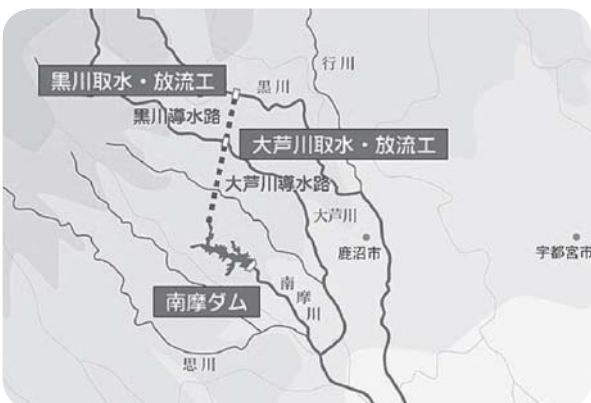 黒川取水・放流工
黒川
行川
黒川導水路
大芦川取水・放流工
大芦川導水路
大芦川
鹿沼市
宇都宮市
南摩川
南摩ダム
思川